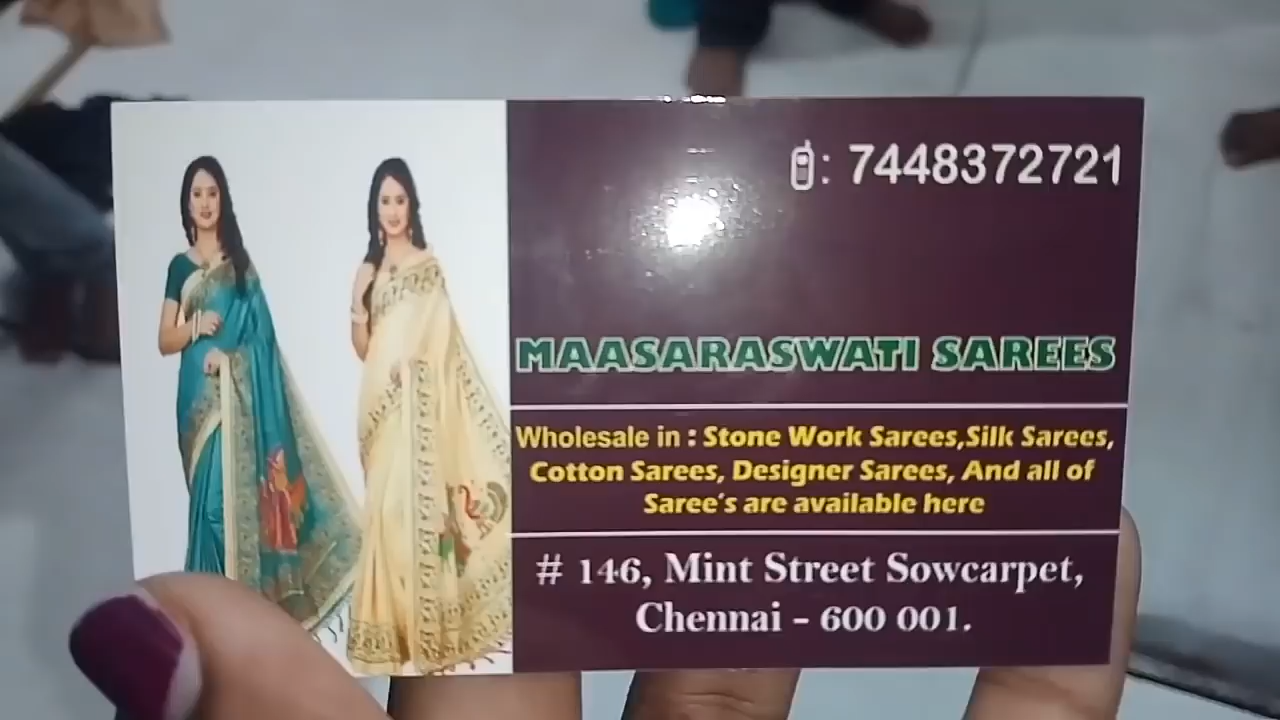 : 7448372721
MAASARASWATI SAREES
Wholesale in : Stone Work Sarees,Silk Sarees,
Cotton Sarees, Designer Sarees, And all of
Saree's are available here
# 146, Mint Street Sowcarpet,
Chennai - 600 001.